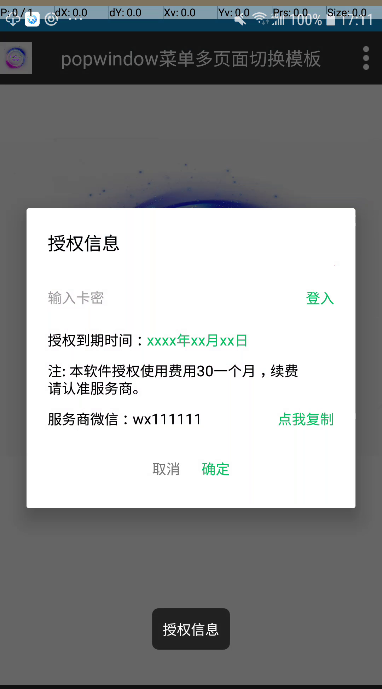 P: 0 / 1 dX: 0.0 dY: 0.0 Xv: 0.0 Yv: 0.0 Prs: 0.0 Size: 0.0
100% 17:11
popwindow菜单多页面切换模板
授权信息
输入卡密 登入
授权到期时间：xxxx年xx月xx日
注: 本软件授权使用费用30一个月，续费
请认准服务商。
服务商微信：wx111111 点我复制
取消 确定
授权信息